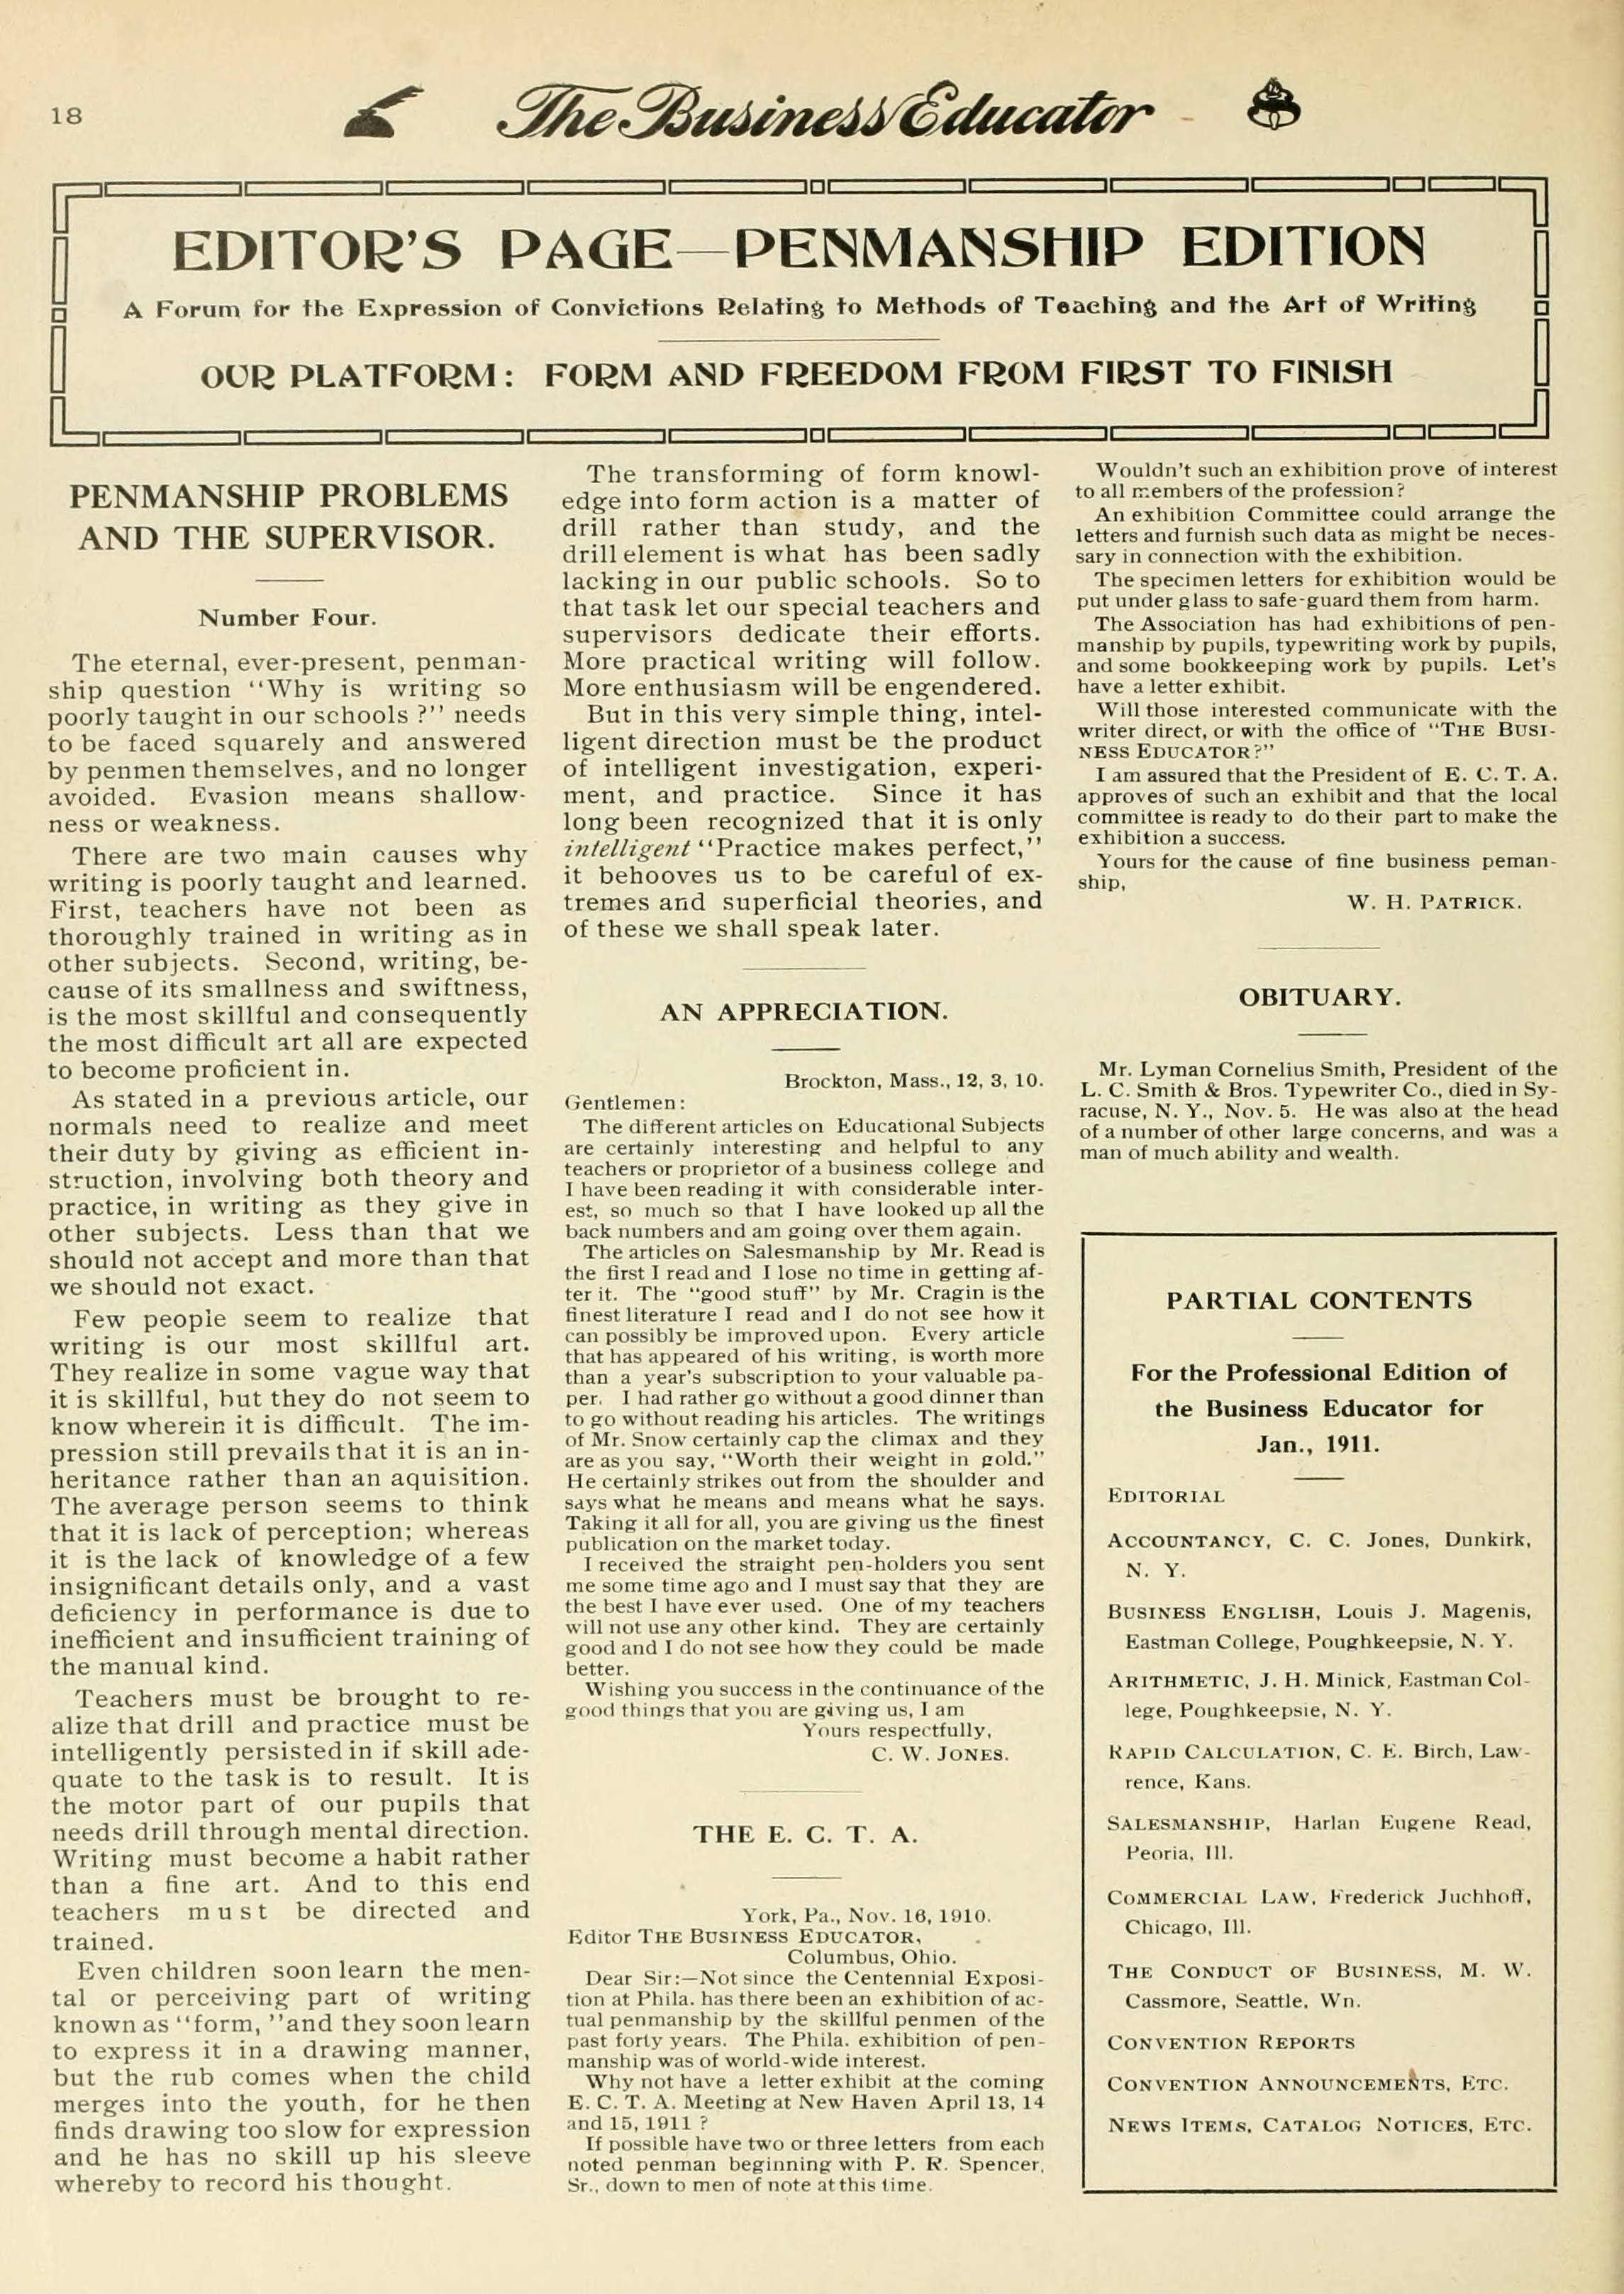 18
The Business Educator
EDITOR'S PAGE—PENMANSHIP EDITION
A Forum for the Expression of Convictions Relating to Methods of Teaching and the Art of Writing
OUR PLATFORM: FORM AND FREEDOM FROM FIRST TO FINISH
PENMANSHIP PROBLEMS
AND THE SUPERVISOR.
Number Four.
The eternal, ever-present, penman-
ship question "Why is writing so
poorly taught in our schools ?" needs
to be faced squarely and answered
by penmen themselves, and no longer
avoided. Evasion means shallow-
ness or weakness.
There are two main causes why
writing is poorly taught and learned.
First, teachers have not been as
thoroughly trained in writing as in
other subjects. Second, writing, be-
cause of its smallness and swiftness,
is the most skillful and consequently
the most difficult art all are expected
to become proficient in.
As stated in a previous article, our
normals need to realize and meet
their duty by giving as efficient in-
struction, involving both theory and
practice, in writing as they give in
other subjects. Less than that we
should not accept and more than that
we should not exact.
Few people seem to realize that
writing is our most skillful art.
They realize in some vague way that
it is skillful, but they do not seem to
know wherein it is difficult. The im-
pression still prevails that it is an in-
heritance rather than an aquisition.
The average person seems to think
that it is lack of perception; whereas
it is the lack of knowledge of a few
insignificant details only, and a vast
deficiency in performance is due to
inefficient and insufficient training of
the manual kind.
Teachers must be brought to re-
alize that drill and practice must be
intelligently persisted in if skill ade-
quate to the task is to result. It is
the motor part of our pupils that
needs drill through mental direction.
Writing must become a habit rather
than a fine art. And to this end
teachers must be directed and
trained.
Even children soon learn the men-
tal or perceiving part of writing
known as "form, "and they soon learn
to express it in a drawing manner,
but the rub comes when the child
merges into the youth, for he then
finds drawing too slow for expression
and he has no skill up his sleeve
whereby to record his thought.
The transforming of form knowl-
edge into form action is a matter of
drill rather than study, and the
drill element is what has been sadly
lacking in our public schools. So to
that task let our special teachers and
supervisors dedicate their efforts.
More practical writing will follow.
More enthusiasm will be engendered.
But in this very simple thing, intel-
ligent direction must be the product
of intelligent investigation, experi-
ment, and practice. Since it has
long been recognized that it is only
intelligent "Practice makes perfect,"
it behooves us to be careful of ex-
tremes and superficial theories, and
of these we shall speak later.
AN APPRECIATION.
Brockton, Mass., 12, 3, 10.
Gentlemen:
The different articles on Educational Subjects
are certainly interesting and helpful to any
teachers or proprietor of a business college and
I have been reading it with considerable inter-
est, so much so that I have looked up all the
back numbers and am going over them again.
The articles on Salesmanship by Mr. Read is
the first I read and I lose no time in getting af-
ter it. The "good stuff" by Mr. Cragin is the
finest literature I read and I do not see how it
can possibly be improved upon. Every article
that has appeared of his writing, is worth more
than a year's subscription to your valuable pa-
per. I had rather go without a good dinner than
to go without reading his articles. The writings
of Mr. Snow certainly cap the climax and they
are as you say, "Worth their weight in gold."
He certainly strikes out from the shoulder and
says what he means and means what he says.
Taking it all for all, you are giving us the finest
publication on the market today.
I received the straight pen-holders you sent
me some time ago and I must say that they are
the best I have ever used. One of my teachers
will not use any other kind. They are certainly
good and I do not see how they could be made
better.
Wishing you success in the continuance of the
good things that you are giving us, I am
Yours respectfully,
C. W. JONES.
THE E. C. T. A.
York, Pa., Nov. 16, 1910.
Editor THE BUSINESS EDUCATOR,
Columbus, Ohio.
Dear Sir:—Not since the Centennial Exposi-
tion at Phila. has there been an exhibition of ac-
tual penmanship by the skillful penmen of the
past forty years. The Phila. exhibition of pen-
manship was of world-wide interest.
Why not have a letter exhibit at the coming
E. C. T. A. Meeting at New Haven April 13, 14
and 15, 1911 ?
If possible have two or three letters from each
noted penman beginning with P. R. Spencer,
Sr., down to men of note at this time.
Wouldn't such an exhibition prove of interest
to all members of the profession?
An exhibition Committee could arrange the
letters and furnish such data as might be neces-
sary in connection with the exhibition.
The specimen letters for exhibition would be
put under glass to safe-guard them from harm.
The Association has had exhibitions of pen-
manship by pupils, typewriting work by pupils,
and some bookkeeping work by pupils. Let's
have a letter exhibit.
Will those interested communicate with the
writer direct, or with the office of "THE BUSI-
NESS EDUCATOR?"
I am assured that the President of E. C. T. A.
approves of such an exhibit and that the local
committee is ready to do their part to make the
exhibition a success.
Yours for the cause of fine business peman-
ship,
W. H. PATRICK.
OBITUARY.
Mr. Lyman Cornelius Smith, President of the
L. C. Smith & Bros. Typewriter Co., died in Sy-
racuse, N. Y., Nov. 5. He was also at the head
of a number of other large concerns, and was a
man of much ability and wealth.
PARTIAL CONTENTS
For the Professional Edition of
the Business Educator for
Jan., 1911.
EDITORIAL
ACCOUNTANCY, C. C. Jones, Dunkirk,
N. Y.
BUSINESS ENGLISH, Louis J. Magenis,
Eastman College, Poughkeepsie, N. Y.
ARITHMETIC, J. H. Minick, Eastman Col-
lege, Poughkeepsie, N. Y.
RAPID CALCULATION, C. E. Birch, Law-
rence, Kans.
SALESMANSHIP, Harlan Eugene Read,
Peoria, Ill.
COMMERCIAL LAW, Frederick Juchhoff,
Chicago, Ill.
THE CONDUCT OF BUSINESS, M. W.
Cassmore, Seattle, Wn.
CONVENTION REPORTS
CONVENTION ANNOUNCEMENTS, ETC.
NEWS ITEMS, CATALOG NOTICES, ETC.